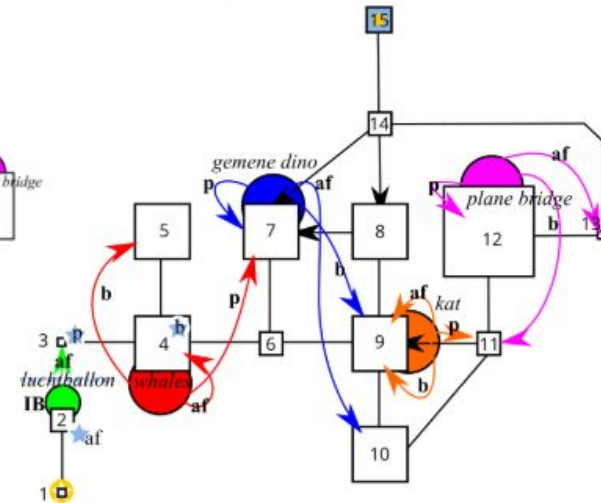 15
14
gemene dino
af
bridge
p
af
p
plane bridge
13
5
7
8
12
b
b
b
p
af
kat
3
p
b
4
6
9
p
11
af
luchtballon
whales
af
b
IB
2
af
10
1